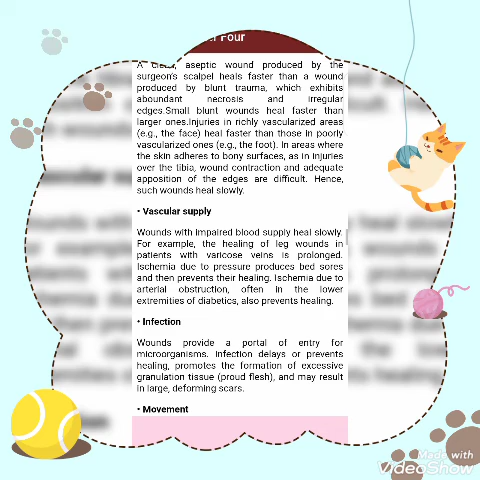 Four
A clean, aseptic wound produced by the
surgeon's scalpel heals faster than a wound
produced by blunt trauma, which exhibits
aboundant necrosis and irregular
edges.Small blunt wounds heal faster than
larger ones.Injuries in richly vascularized areas
(e.g., the face) heal faster than those in poorly
vascularized ones (e.g., the foot). In areas where
the skin adheres to bony surfaces, as in injuries
over the tibia, wound contraction and adequate
apposition of the edges are difficult. Hence,
such wounds heal slowly.
• Vascular supply
Wounds with impaired blood supply heal slowly.
For example, the healing of leg wounds in
patients with varicose veins is prolonged.
Ischemia due to pressure produces bed sores
and then prevents their healing. Ischemia due to
arterial obstruction, often in the lower
extremities of diabetics, also prevents healing.
• Infection
Wounds provide a portal of entry for
microorganisms. Infection delays or prevents
healing, promotes the formation of excessive
granulation tissue (proud flesh), and may result
in large, deforming scars.
• Movement
Made with
VideoShow